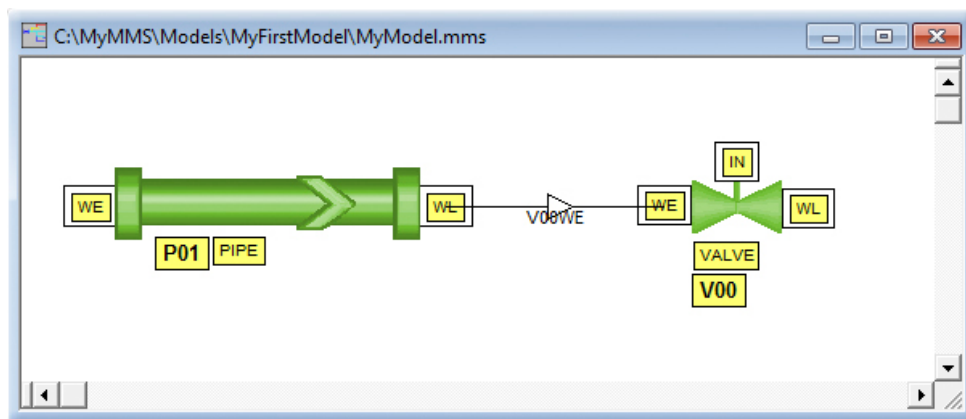 C:\MyMMS\Models\MyFirstModel\MyModel.mms
IN
WE
WL
V00WE
WE
WL
P01 PIPE
VALVE
V00